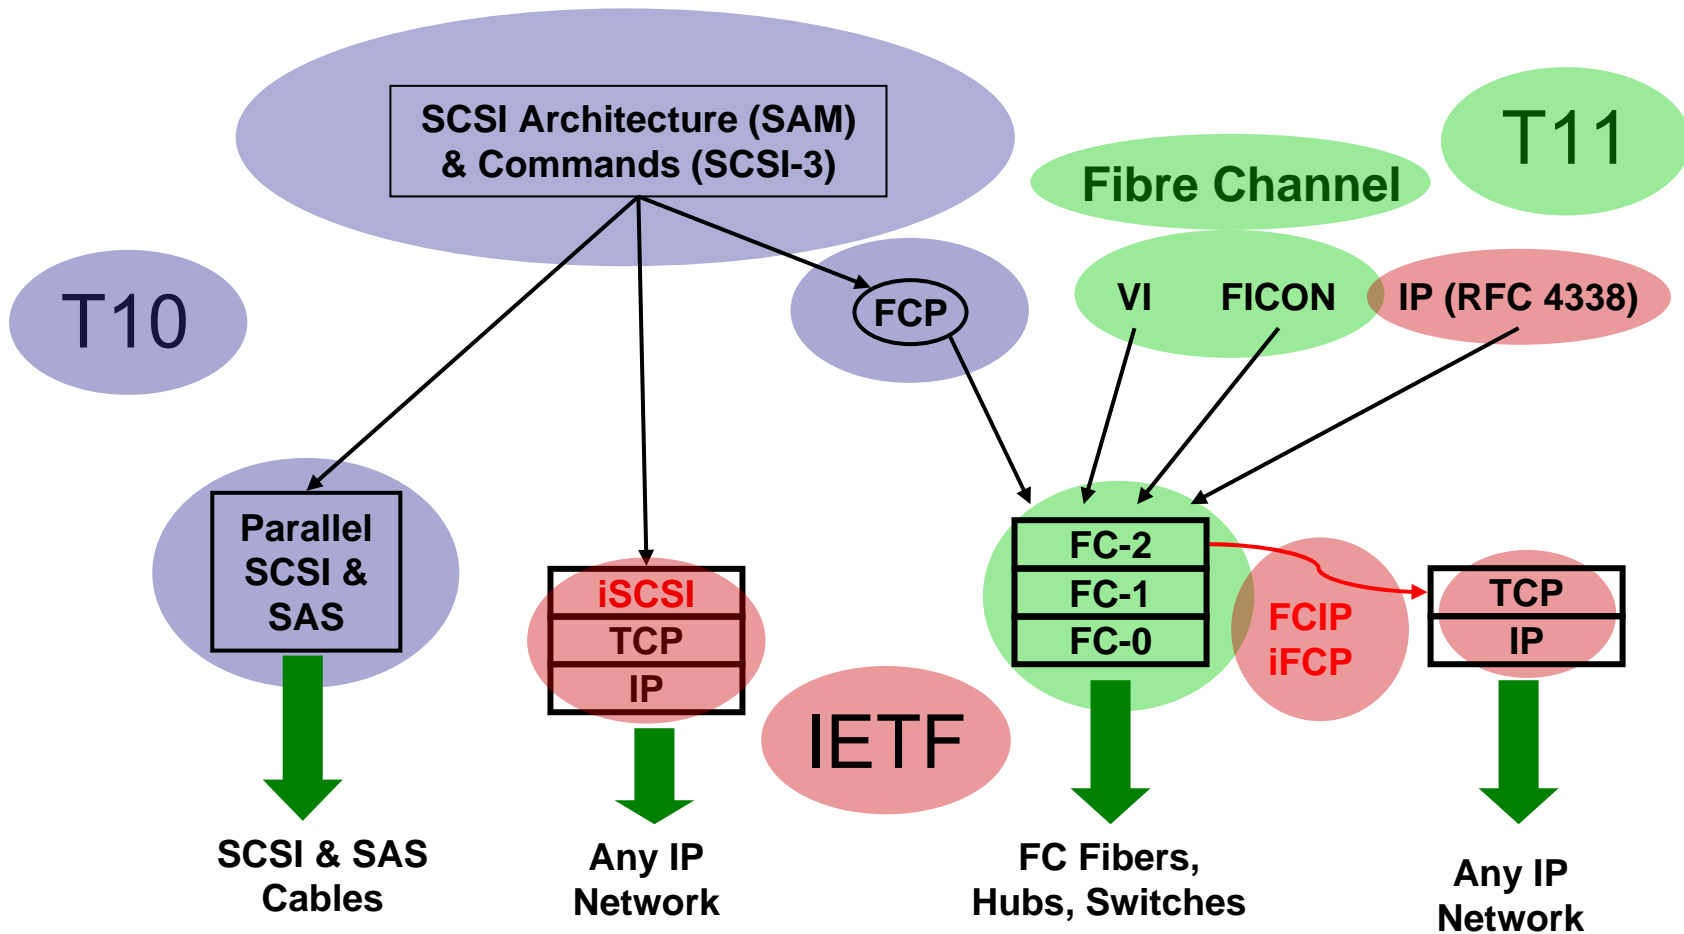 SCSI Architecture (SAM)
& Commands (SCSI-3)
T11
Fibre Channel
T10
FCP
VI
FICON
IP (RFC 4338)
Parallel
SCSI &
SAS
iSCSI
TCP
IP
FC-2
FC-1
FC-0
FCIP
iFCP
TCP
IP
IETF
SCSI & SAS
Cables
Any IP
Network
FC Fibers,
Hubs, Switches
Any IP
Network